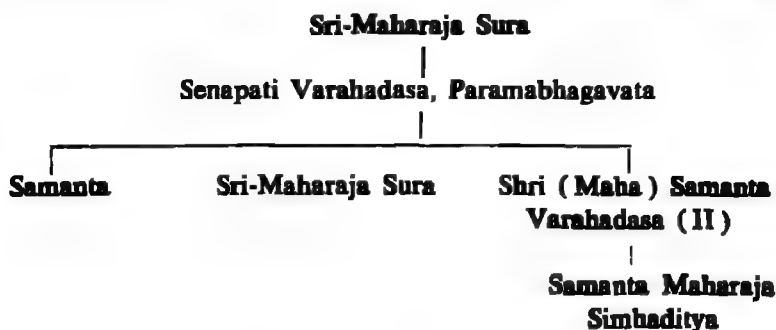 Sri-Maharaja Sura
Senapati Varahadasa, Paramabhagavata
Samanta Sri-Maharaja Sura Shri ( Maha ) Samanta
Varahadasa ( II )
Samanta Maharaja
Simhaditya